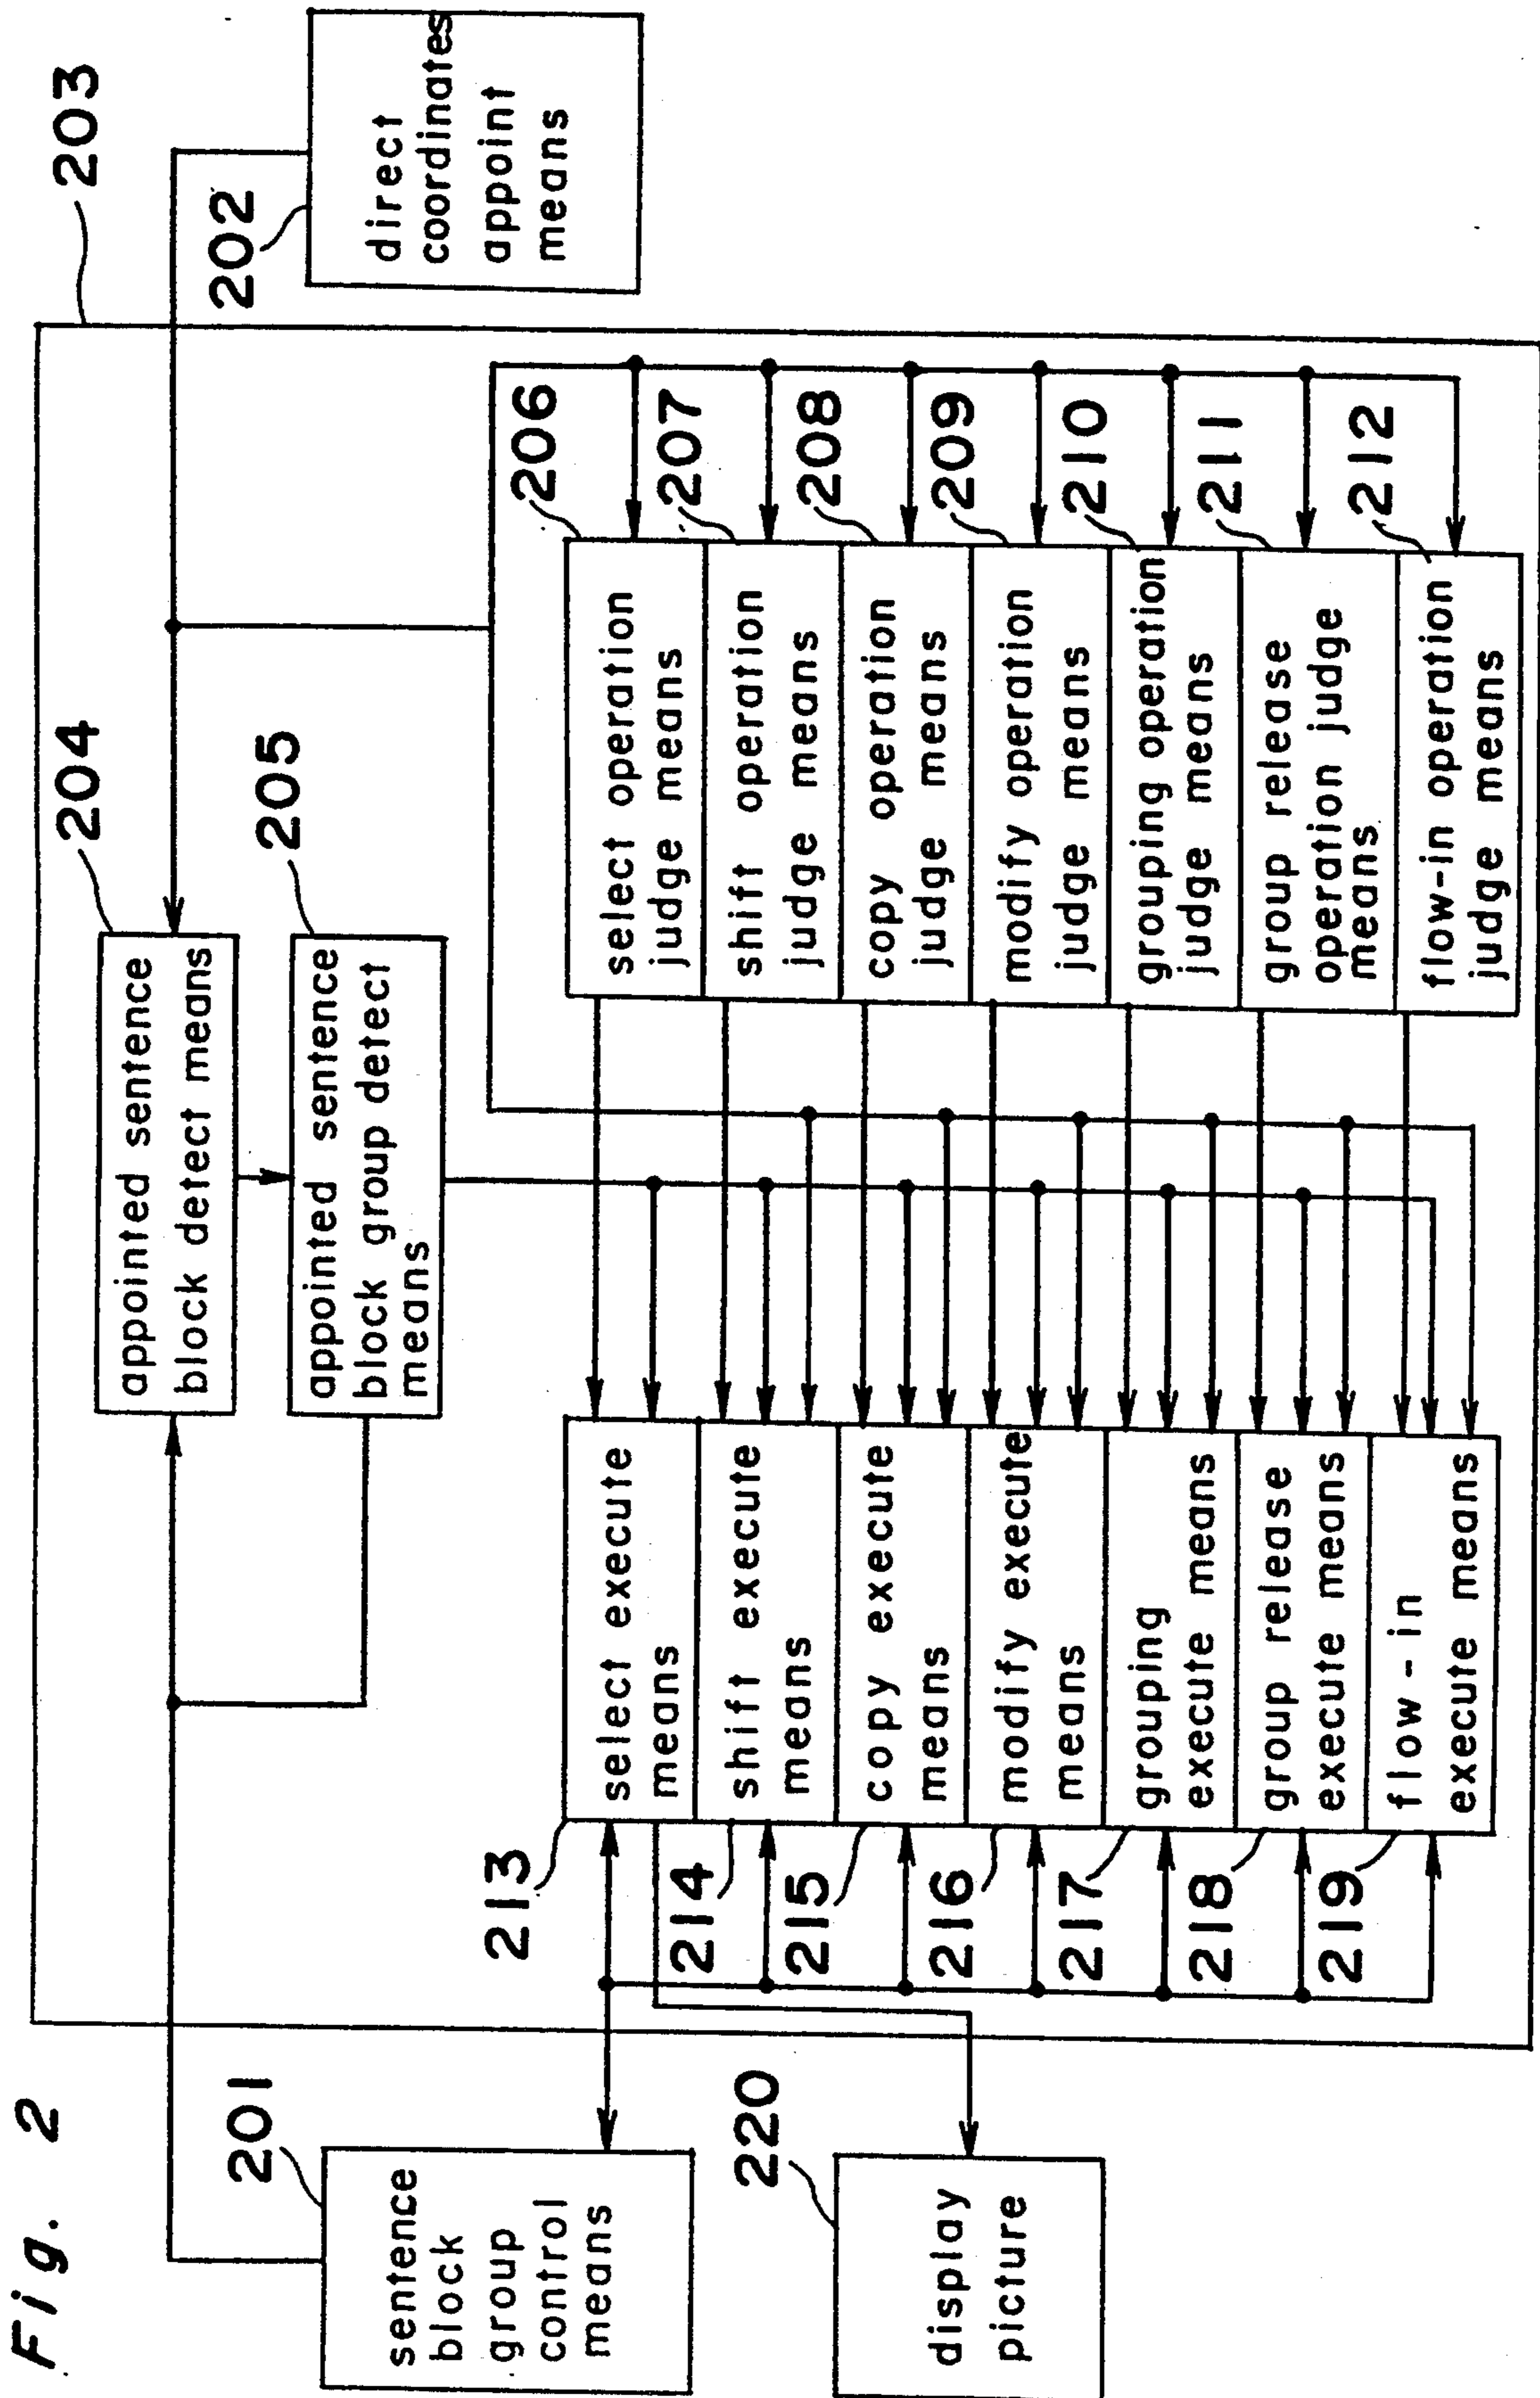 Fig. 2
203
204
appointed sentence
block detect means
205
appointed sentence
block group detect
means
202
direct
coordinates
appoint
means
201
sentence
block
group
control
means
220
display
picture
213
select execute
means
214
shift execute
means
215
copy execute
means
216
modify execute
means
217
grouping
execute means
218
group release
execute means
219
flow-in
execute means
206
select operation
judge means
207
shift operation
judge means
208
copy operation
judge means
209
modify operation
judge means
210
grouping operation
judge means
211
group release
operation judge
means
212
flow-in operation
judge means